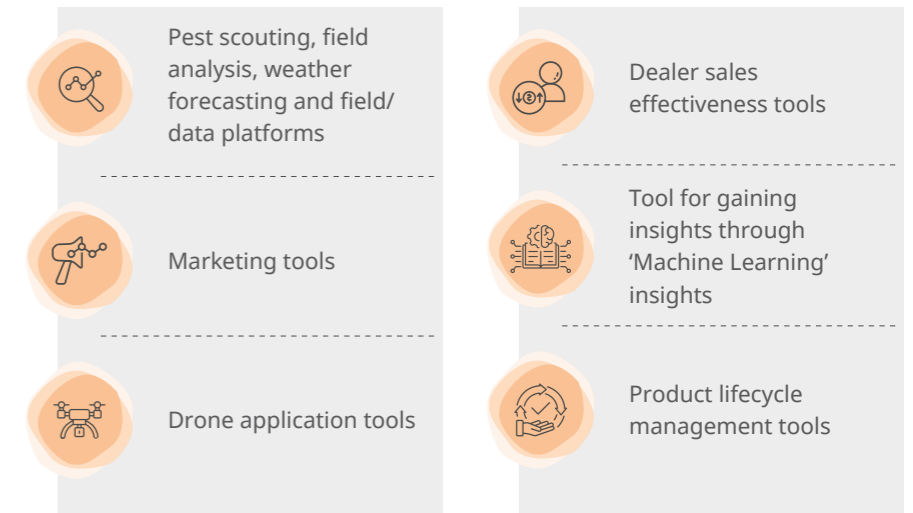 Pest scouting, field
analysis, weather
forecasting and field/
data platforms
Marketing tools
Drone application tools
Dealer sales
effectiveness tools
Tool for gaining
insights through
‘Machine Learning’
insights
Product lifecycle
management tools